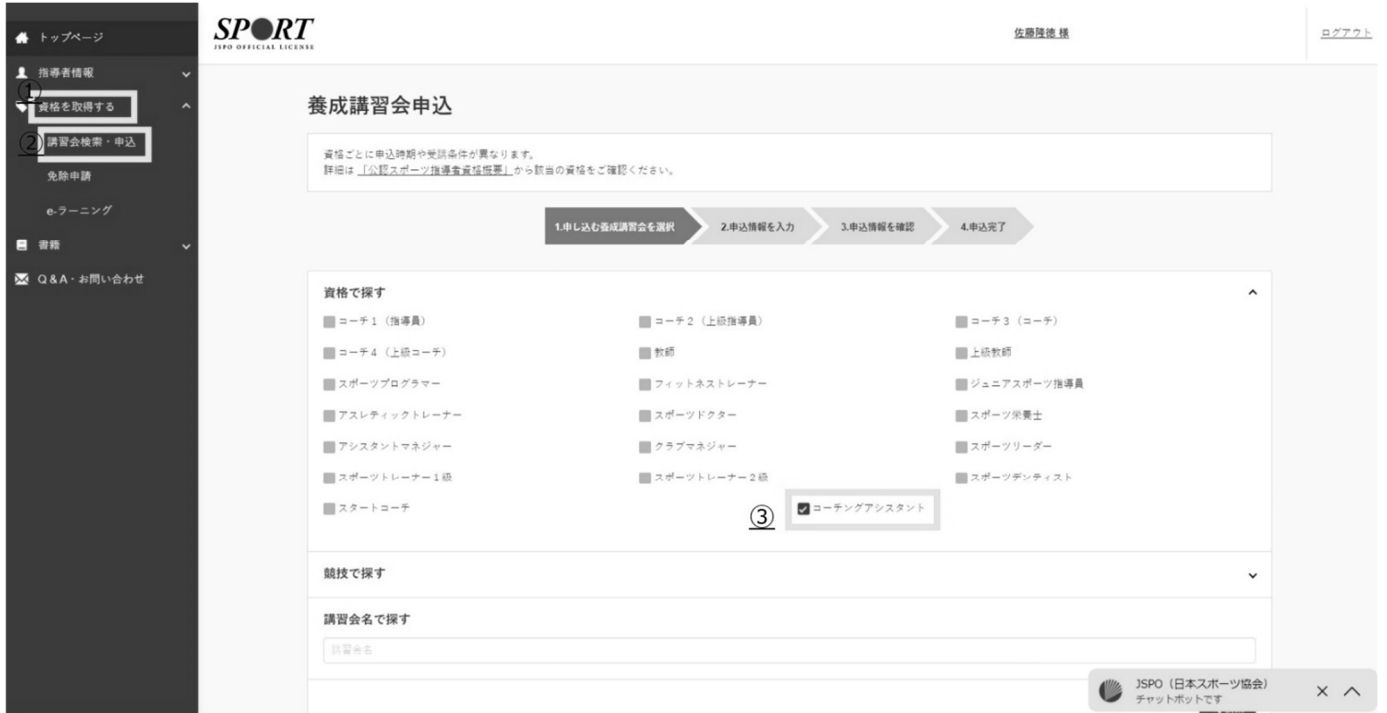 SPORT
JSPO OFFICIAL LICENSE
佐藤隆徳 様
ログアウト
トップページ
指導者情報
①
資格を取得する
② 講習会検索・申込
免除申請
e-ラーニング
書籍
Q&A・お問い合わせ
養成講習会申込
資格ごとに申込時期や受講条件が異なります。
詳細は「公認スポーツ指導者資格概要」から該当の資格をご確認ください。
1.申し込む養成講習会を選択 2.申込情報を入力 3.申込情報を確認 4.申込完了
資格で探す
コーチ1（指導員） コーチ2（上級指導員） コーチ3（コーチ）
コーチ4（上級コーチ） 教師 上級教師
スポーツプログラマー フィットネストレーナー ジュニアスポーツ指導員
アスレティックトレーナー スポーツドクター スポーツ栄養士
アシスタントマネジャー クラブマネジャー スポーツリーダー
スポーツトレーナー1級 スポーツトレーナー2級 スポーツデンティスト
スタートコーチ ③ コーチングアシスタント
競技で探す
講習会名で探す
講習会名
JSPO（日本スポーツ協会）
チャットボットです